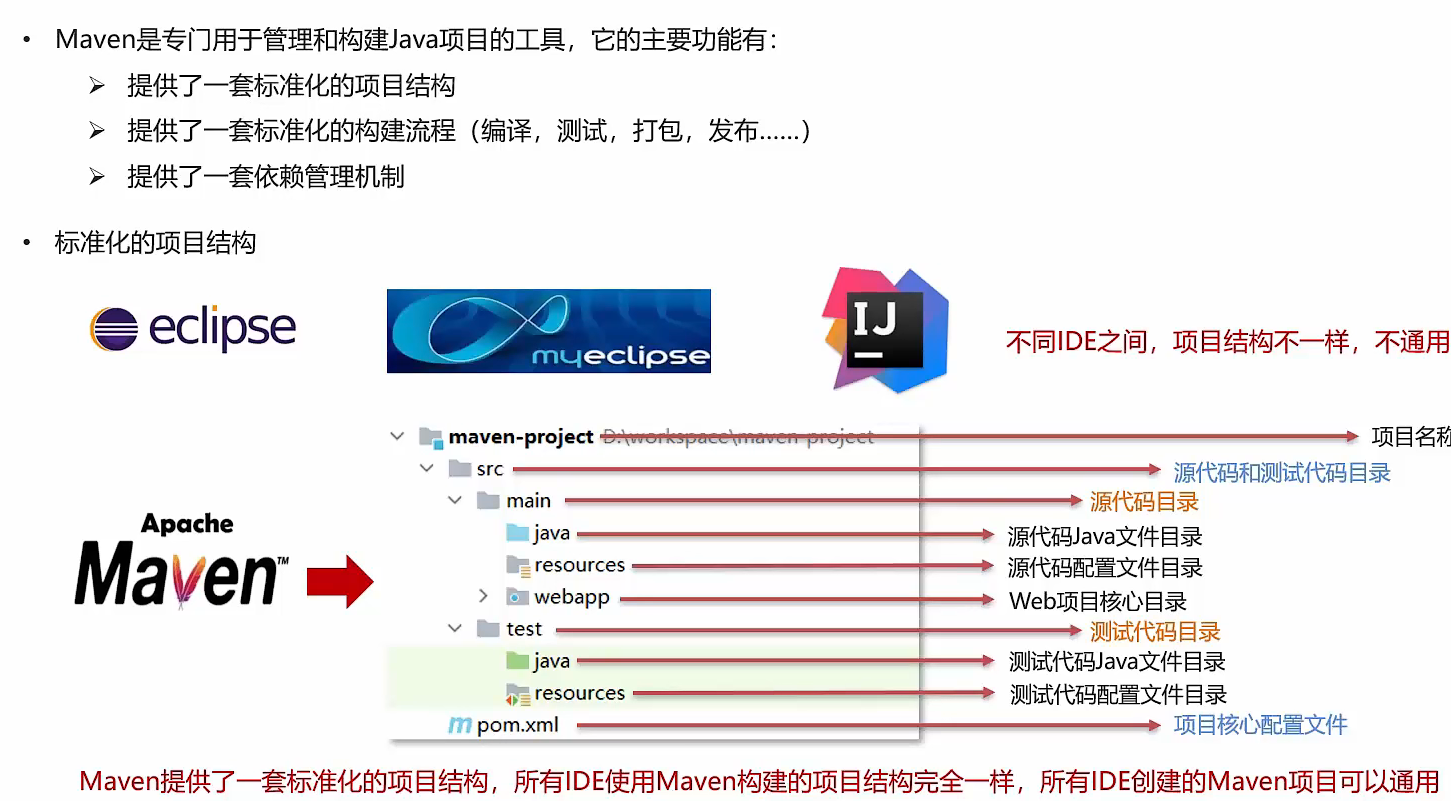 • Maven是专门用于管理和构建Java项目的工具，它的主要功能有：
➢ 提供了一套标准化的项目结构
➢ 提供了一套标准化的构建流程（编译，测试，打包，发布……）
➢ 提供了一套依赖管理机制
• 标准化的项目结构
eclipse
myeclipse
IJ
不同IDE之间，项目结构不一样，不通用
maven-project D:\workspace\maven-project 项目名称
src 源代码和测试代码目录
main 源代码目录
java 源代码Java文件目录
resources 源代码配置文件目录
webapp Web项目核心目录
test 测试代码目录
java 测试代码Java文件目录
resources 测试代码配置文件目录
pom.xml 项目核心配置文件
Apache
Maven™
Maven提供了一套标准化的项目结构，所有IDE使用Maven构建的项目结构完全一样，所有IDE创建的Maven项目可以通用